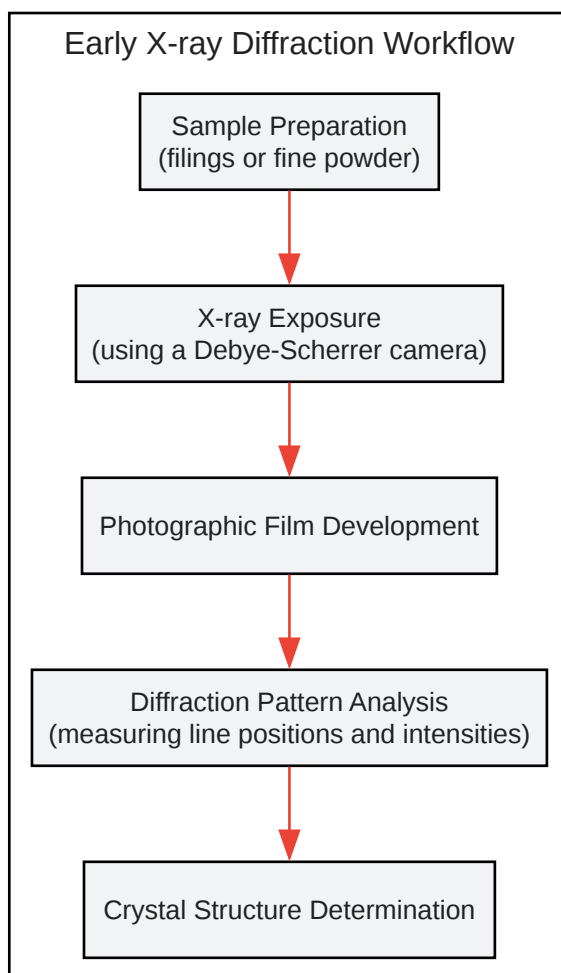 Early X-ray Diffraction Workflow
Sample Preparation
(filings or fine powder)
X-ray Exposure
(using a Debye-Scherrer camera)
Photographic Film Development
Diffraction Pattern Analysis
(measuring line positions and intensities)
Crystal Structure Determination